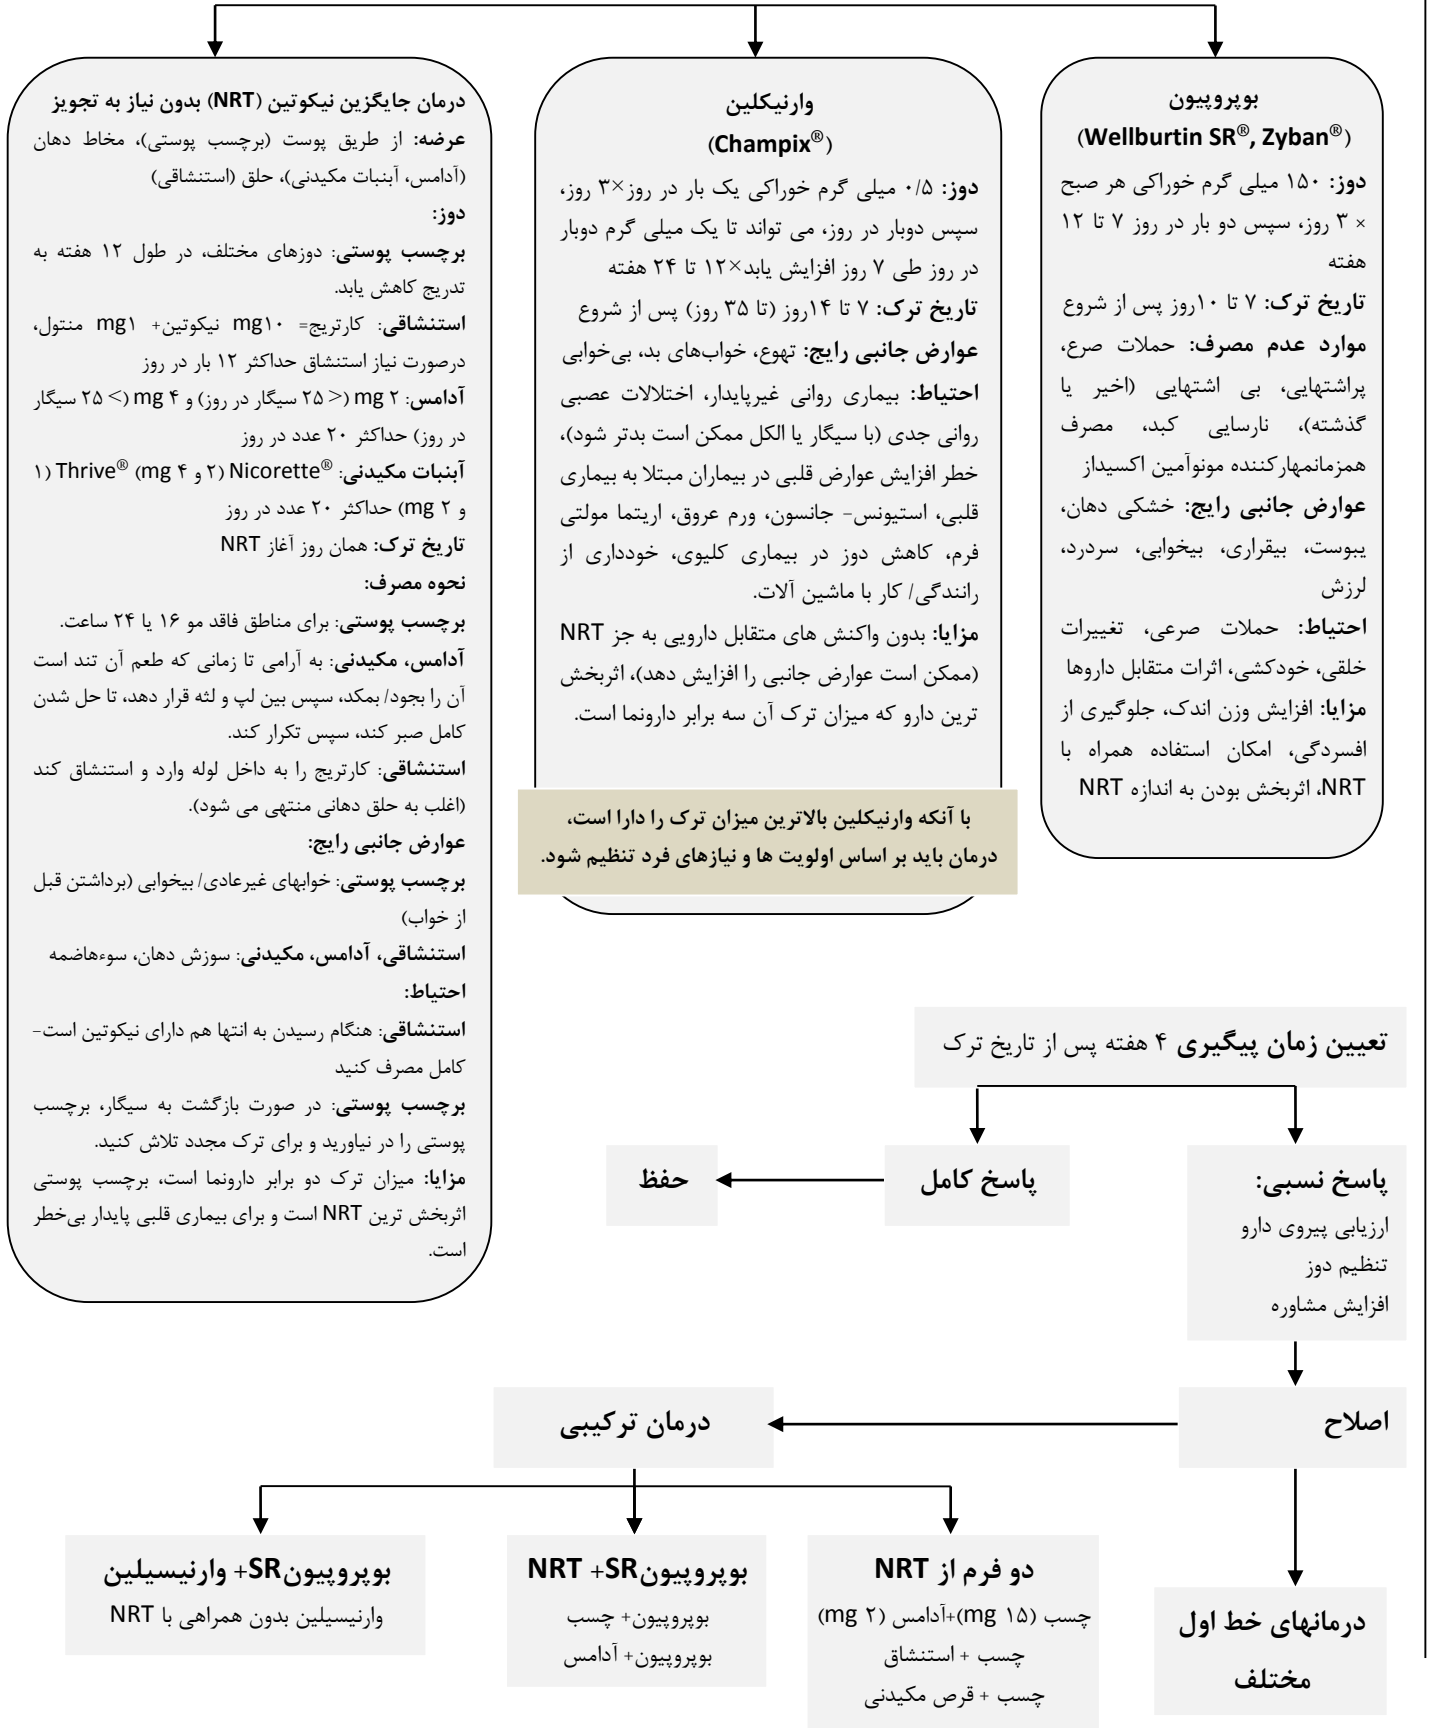 بوپروپیون
(Wellburtin SR®, Zyban®)
دوز: ۱۵۰ میلی گرم خوراکی هر صبح
× ۳ روز، سپس دو بار در روز ۷ تا ۱۲
هفته
تاریخ ترک: ۷ تا ۱۰روز پس از شروع
موارد عدم مصرف: حملات صرع،
پراشتهایی، بی اشتهایی (اخیر یا
گذشته)، نارسایی کبد، مصرف
همزمانمهارکننده مونوآمین اکسیداز
عوارض جانبی رایج: خشکی دهان،
یبوست، بیقراری، بیخوابی، سردرد،
لرزش
احتیاط: حملات صرعی، تغییرات
خلقی، خودکشی، اثرات متقابل داروها
مزایا: افزایش وزن اندک، جلوگیری از
افسردگی، امکان استفاده همراه با
NRT، اثربخش بودن به اندازه NRT
وارنیکلین
(Champix®)
دوز: ۰/۵ میلی گرم خوراکی یک بار در روز×۳ روز،
سپس دوبار در روز، می تواند تا یک میلی گرم دوبار
در روز طی ۷ روز افزایش یابد×۱۲ تا ۲۴ هفته
تاریخ ترک: ۷ تا ۱۴روز (تا ۳۵ روز) پس از شروع
عوارض جانبی رایج: تهوع، خواب‌های بد، بی‌خوابی
احتیاط: بیماری روانی غیرپایدار، اختلالات عصبی
روانی جدی (با سیگار یا الکل ممکن است بدتر شود)،
خطر افزایش عوارض قلبی در بیماران مبتلا به بیماری
قلبی، استیونس- جانسون، ورم عروق، اریتما مولتی
فرم، کاهش دوز در بیماری کلیوی، خودداری از
رانندگی/ کار با ماشین آلات.
مزایا: بدون واکنش های متقابل دارویی به جز NRT
(ممکن است عوارض جانبی را افزایش دهد)، اثربخش
ترین دارو که میزان ترک آن سه برابر دارونما است.
با آنکه وارنیکلین بالاترین میزان ترک را دارا است،
درمان باید بر اساس اولویت ها و نیازهای فرد تنظیم شود.
درمان جایگزین نیکوتین (NRT) بدون نیاز به تجویز
عرضه: از طریق پوست (برچسب پوستی)، مخاط دهان
(آدامس، آبنبات مکیدنی)، حلق (استنشاقی)
دوز:
برچسب پوستی: دوزهای مختلف، در طول ۱۲ هفته به
تدریج کاهش یابد.
استنشاقی: کارتریج= mg۱۰ نیکوتین+ mg۱ منتول،
درصورت نیاز استنشاق حداکثر ۱۲ بار در روز
آدامس: ۲ mg (< ۲۵ سیگار در روز) و ۴ mg (> ۲۵ سیگار
در روز) حداکثر ۲۰ عدد در روز
آبنبات مکیدنی: Nicorette® (۲ و ۴ mg) Thrive® (۱
و ۲ mg) حداکثر ۲۰ عدد در روز
تاریخ ترک: همان روز آغاز NRT
نحوه مصرف:
برچسب پوستی: برای مناطق فاقد مو ۱۶ یا ۲۴ ساعت.
آدامس، مکیدنی: به آرامی تا زمانی که طعم آن تند است
آن را بجود/ بمکد، سپس بین لپ و لثه قرار دهد، تا حل شدن
کامل صبر کند، سپس تکرار کند.
استنشاقی: کارتریج را به داخل لوله وارد و استنشاق کند
(اغلب به حلق دهانی منتهی می شود).
عوارض جانبی رایج:
برچسب پوستی: خوابهای غیرعادی/ بیخوابی (برداشتن قبل
از خواب)
استنشاقی، آدامس، مکیدنی: سوزش دهان، سوءهاضمه
احتیاط:
استنشاقی: هنگام رسیدن به انتها هم دارای نیکوتین است-
کامل مصرف کنید
برچسب پوستی: در صورت بازگشت به سیگار، برچسب
پوستی را در نیاورید و برای ترک مجدد تلاش کنید.
مزایا: میزان ترک دو برابر دارونما است، برچسب پوستی
اثربخش ترین NRT است و برای بیماری قلبی پایدار بی‌خطر
است.
تعیین زمان پیگیری ۴ هفته پس از تاریخ ترک
پاسخ نسبی:
ارزیابی پیروی دارو
تنظیم دوز
افزایش مشاوره
پاسخ کامل
حفظ
اصلاح
درمان ترکیبی
درمانهای خط اول
مختلف
دو فرم از NRT
چسب (۱۵ mg)+آدامس (۲ mg)
چسب + استنشاق
چسب + قرص مکیدنی
بوپروپیونSR+ NRT
بوپروپیون+ چسب
بوپروپیون+ آدامس
بوپروپیونSR+ وارنیسیلین
وارنیسیلین بدون همراهی با NRT